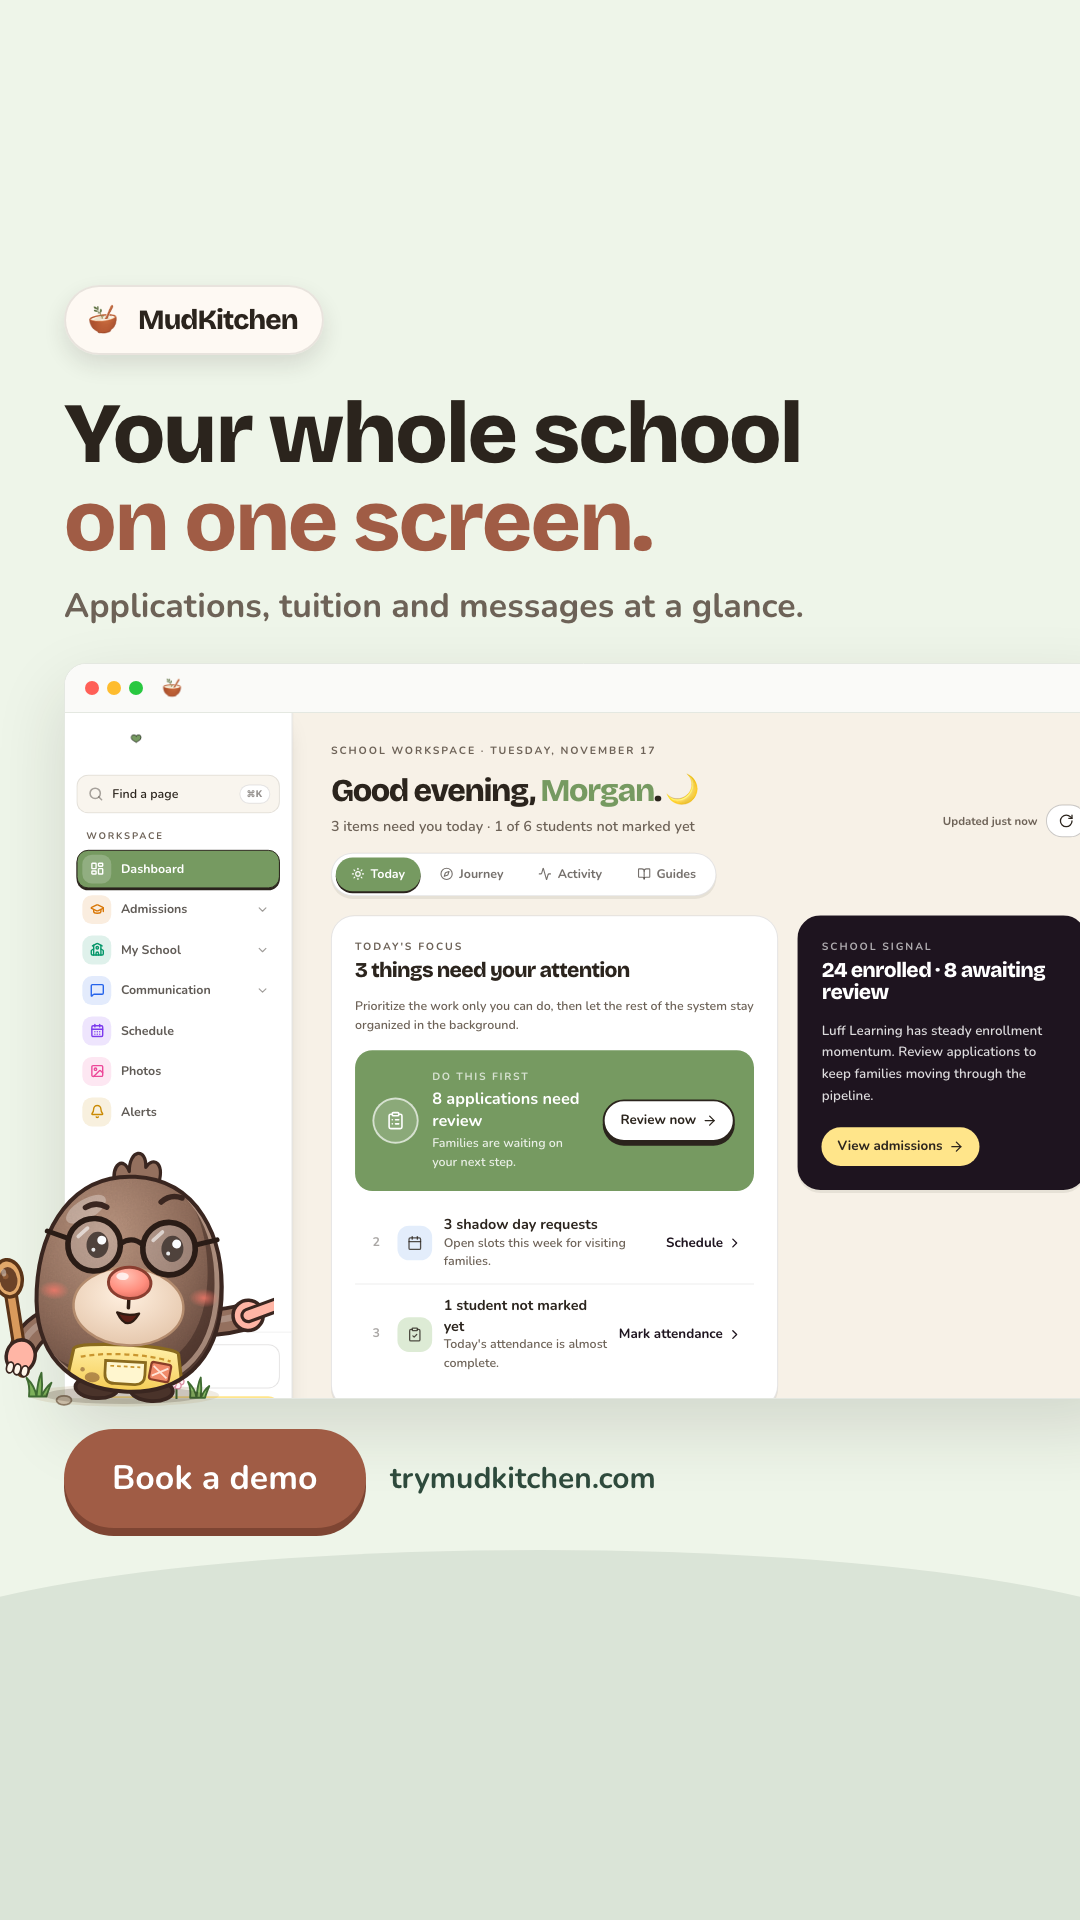 MudKitchen
Your whole school
on one screen.
Applications, tuition and messages at a glance.
Find a page
⌘K
WORKSPACE
Dashboard
Admissions
My School
Communication
Schedule
Photos
Alerts
SCHOOL WORKSPACE · TUESDAY, NOVEMBER 17
Good evening, Morgan. 🌙
3 items need you today · 1 of 6 students not marked yet
Updated just now
Today
Journey
Activity
Guides
TODAY'S FOCUS
3 things need your attention
Prioritize the work only you can do, then let the rest of the system stay
organized in the background.
DO THIS FIRST
8 applications need
review
Families are waiting on
your next step.
Review now
2
3 shadow day requests
Open slots this week for visiting
families.
Schedule
3
1 student not marked
yet
Today's attendance is almost
complete.
Mark attendance
SCHOOL SIGNAL
24 enrolled · 8 awaiting
review
Luff Learning has steady enrollment
momentum. Review applications to
keep families moving through the
pipeline.
View admissions
Book a demo
trymudkitchen.com